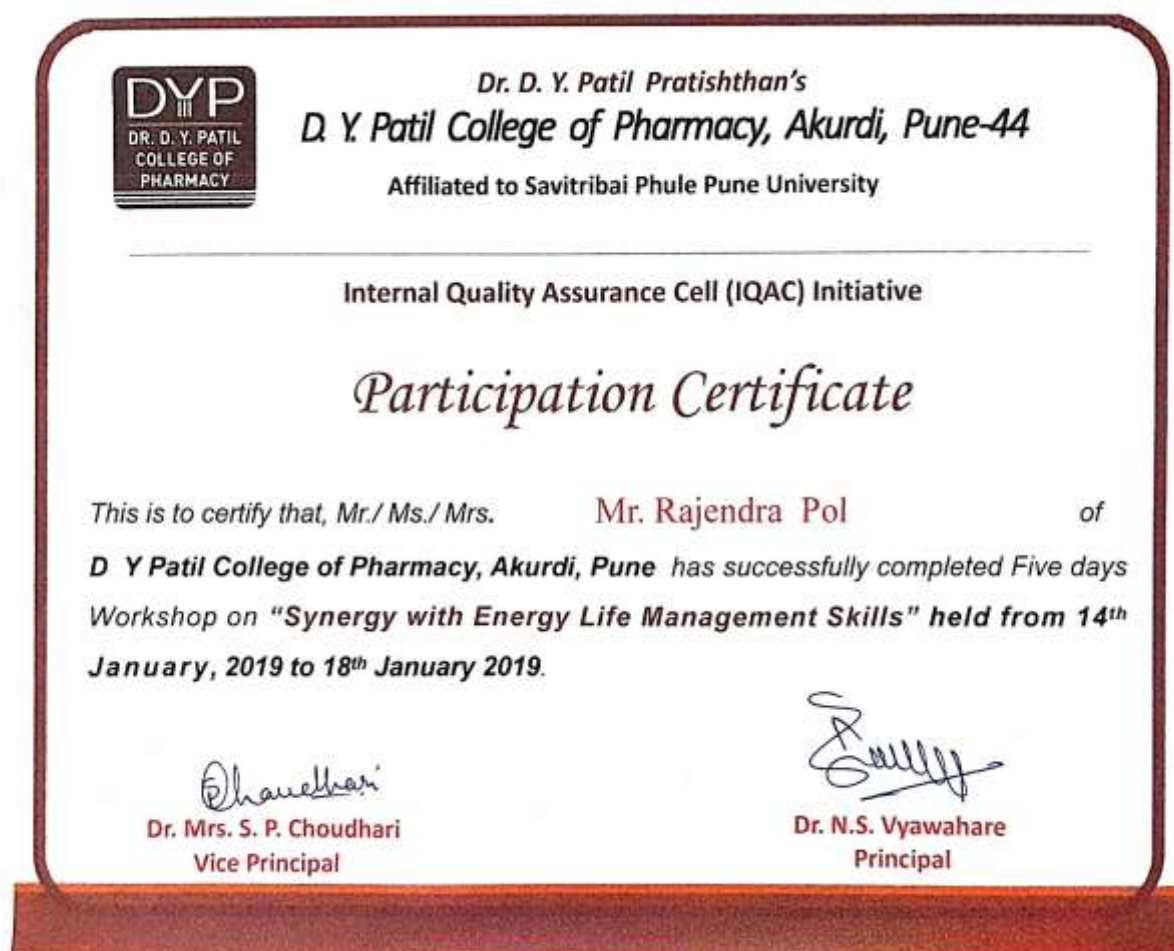 DYP
DR. D. Y. PATIL
COLLEGE OF
PHARMACY
Dr. D. Y. Patil Pratishthan's
D. Y. Patil College of Pharmacy, Akurdi, Pune-44
Affiliated to Savitribai Phule Pune University
Internal Quality Assurance Cell (IQAC) Initiative
Participation Certificate
This is to certify that, Mr./ Ms./ Mrs. Mr. Rajendra Pol of
D Y Patil College of Pharmacy, Akurdi, Pune has successfully completed Five days
Workshop on "Synergy with Energy Life Management Skills" held from 14th
January, 2019 to 18th January 2019.
Chaudhari
Dr. Mrs. S. P. Choudhari
Vice Principal
Dr. N.S. Vyawahare
Principal